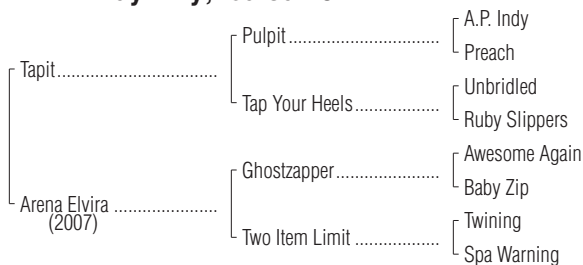 Pulpit........................................
A.P. Indy
Preach
Tapit.................................
Tap Your Heels...................
Unbridled
Ruby Slippers
Ghostzapper......................
Awesome Again
Baby Zip
Arena Elvira ......................
(2007)
Two Item Limit ..................
Twining
Spa Warning